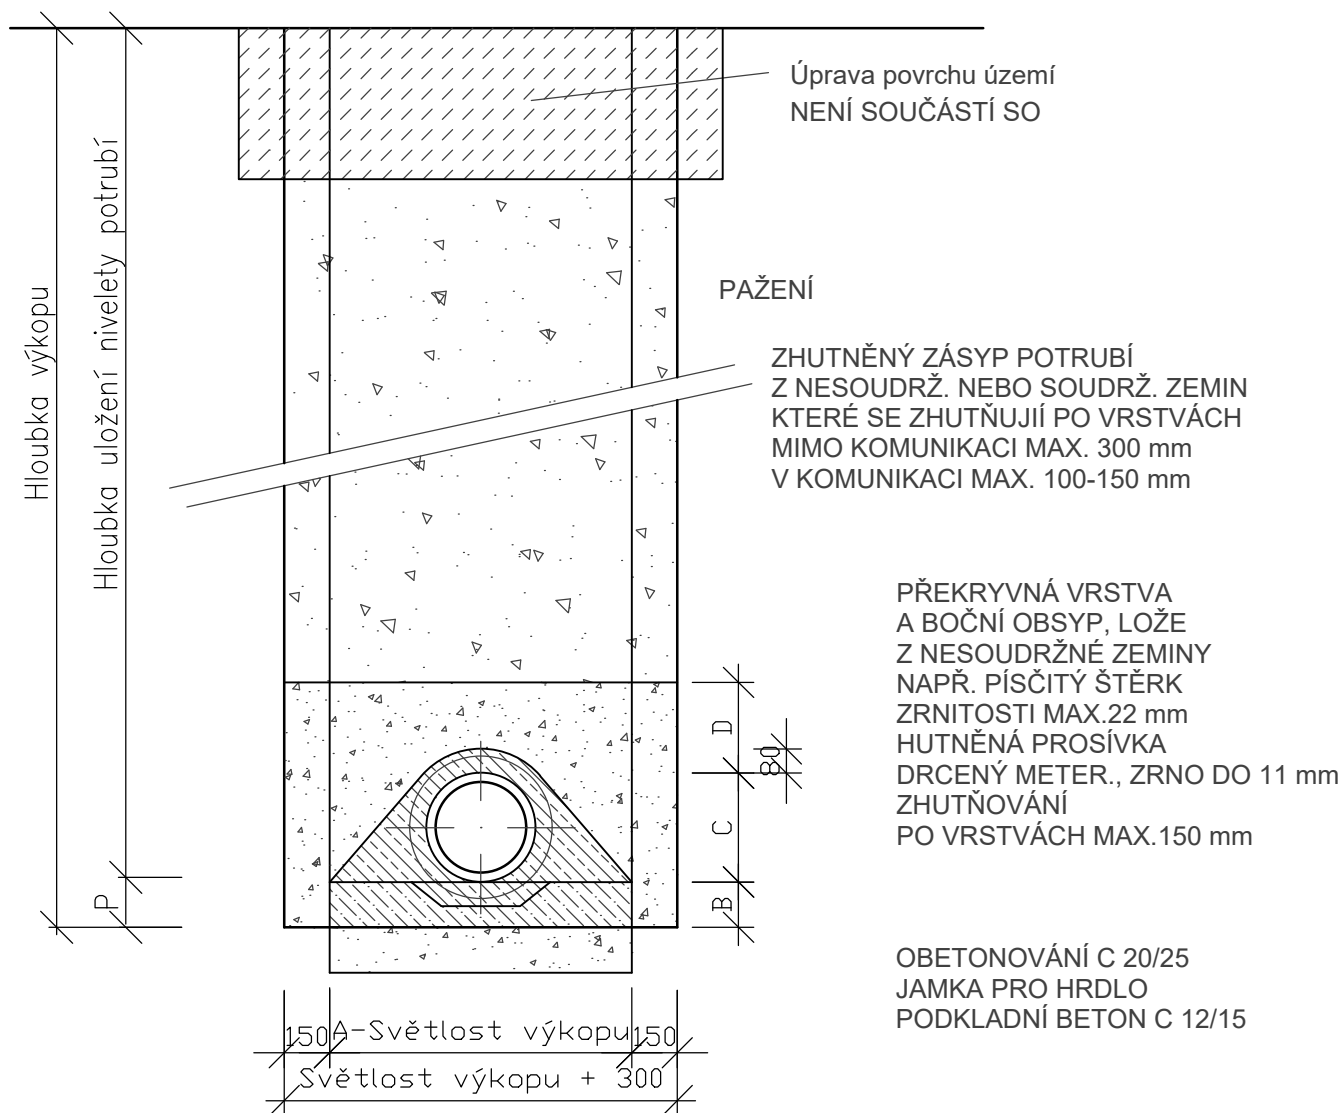 Úprava povrchu území
NENÍ SOUČÁSTÍ SO
Hloubka výkopu
Hloubka uložení nivelety potrubí
P
PAŽENÍ
ZHUTNĚNÝ ZÁSYP POTRUBÍ
Z NESOUDRŽ. NEBO SOUDRŽ. ZEMIN
KTERÉ SE ZHUTŇUJIÍ PO VRSTVÁCH
MIMO KOMUNIKACI MAX. 300 mm
V KOMUNIKACI MAX. 100-150 mm
PŘEKRYVNÁ VRSTVA
A BOČNÍ OBSYP, LOŽE
Z NESOUDRŽNÉ ZEMINY
NAPŘ. PÍSČITÝ ŠTĚRK
ZRNITOSTI MAX.22 mm
HUTNĚNÁ PROSÍVKA
DRCENÝ METER., ZRNO DO 11 mm
ZHUTŇOVÁNÍ
PO VRSTVÁCH MAX.150 mm
D
80
C
B
OBETONOVÁNÍ C 20/25
JAMKA PRO HRDLO
PODKLADNÍ BETON C 12/15
150
A-Světlost výkopu
150
Světlost výkopu + 300